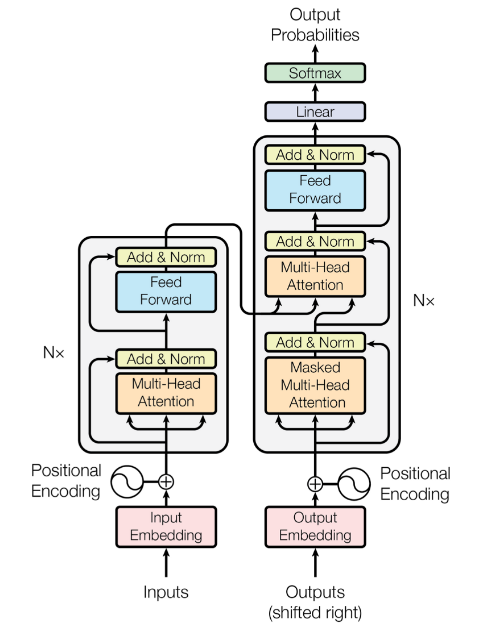 Output
Probabilities
Softmax
Linear
Add & Norm
Feed
Forward
Add & Norm
Multi-Head
Attention
Add & Norm
Masked
Multi-Head
Attention
Nx
Add & Norm
Feed
Forward
Add & Norm
Multi-Head
Attention
N×
Positional
Encoding
Positional
Encoding
Input
Embedding
Output
Embedding
Inputs
Outputs
(shifted right)